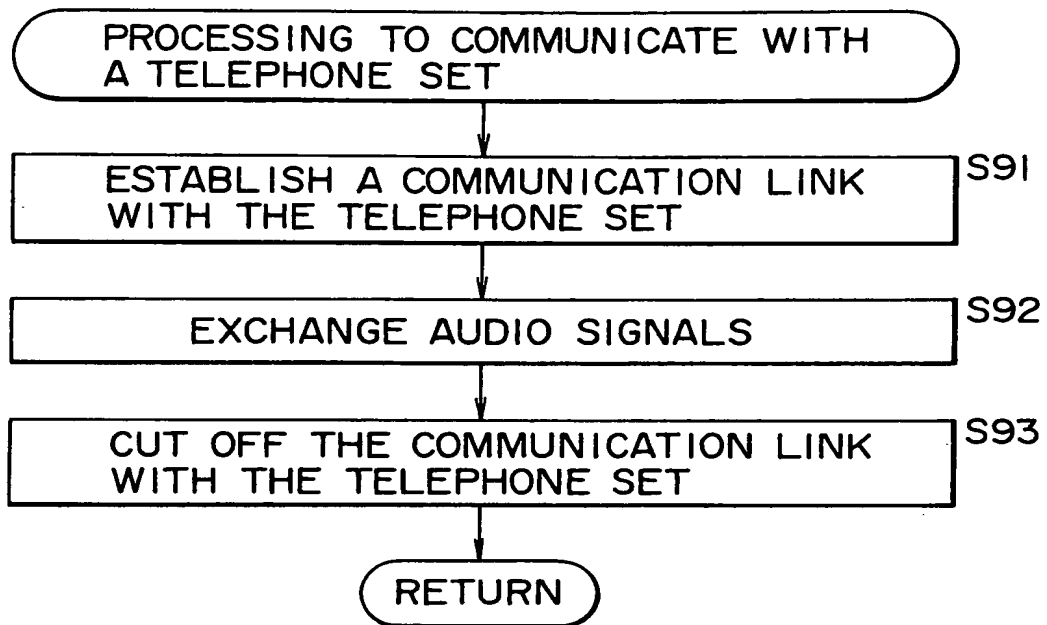 PROCESSING TO COMMUNICATE WITH
A TELEPHONE SET
ESTABLISH A COMMUNICATION LINK
WITH THE TELEPHONE SET
S91
EXCHANGE AUDIO SIGNALS
S92
CUT OFF THE COMMUNICATION LINK
WITH THE TELEPHONE SET
S93
RETURN